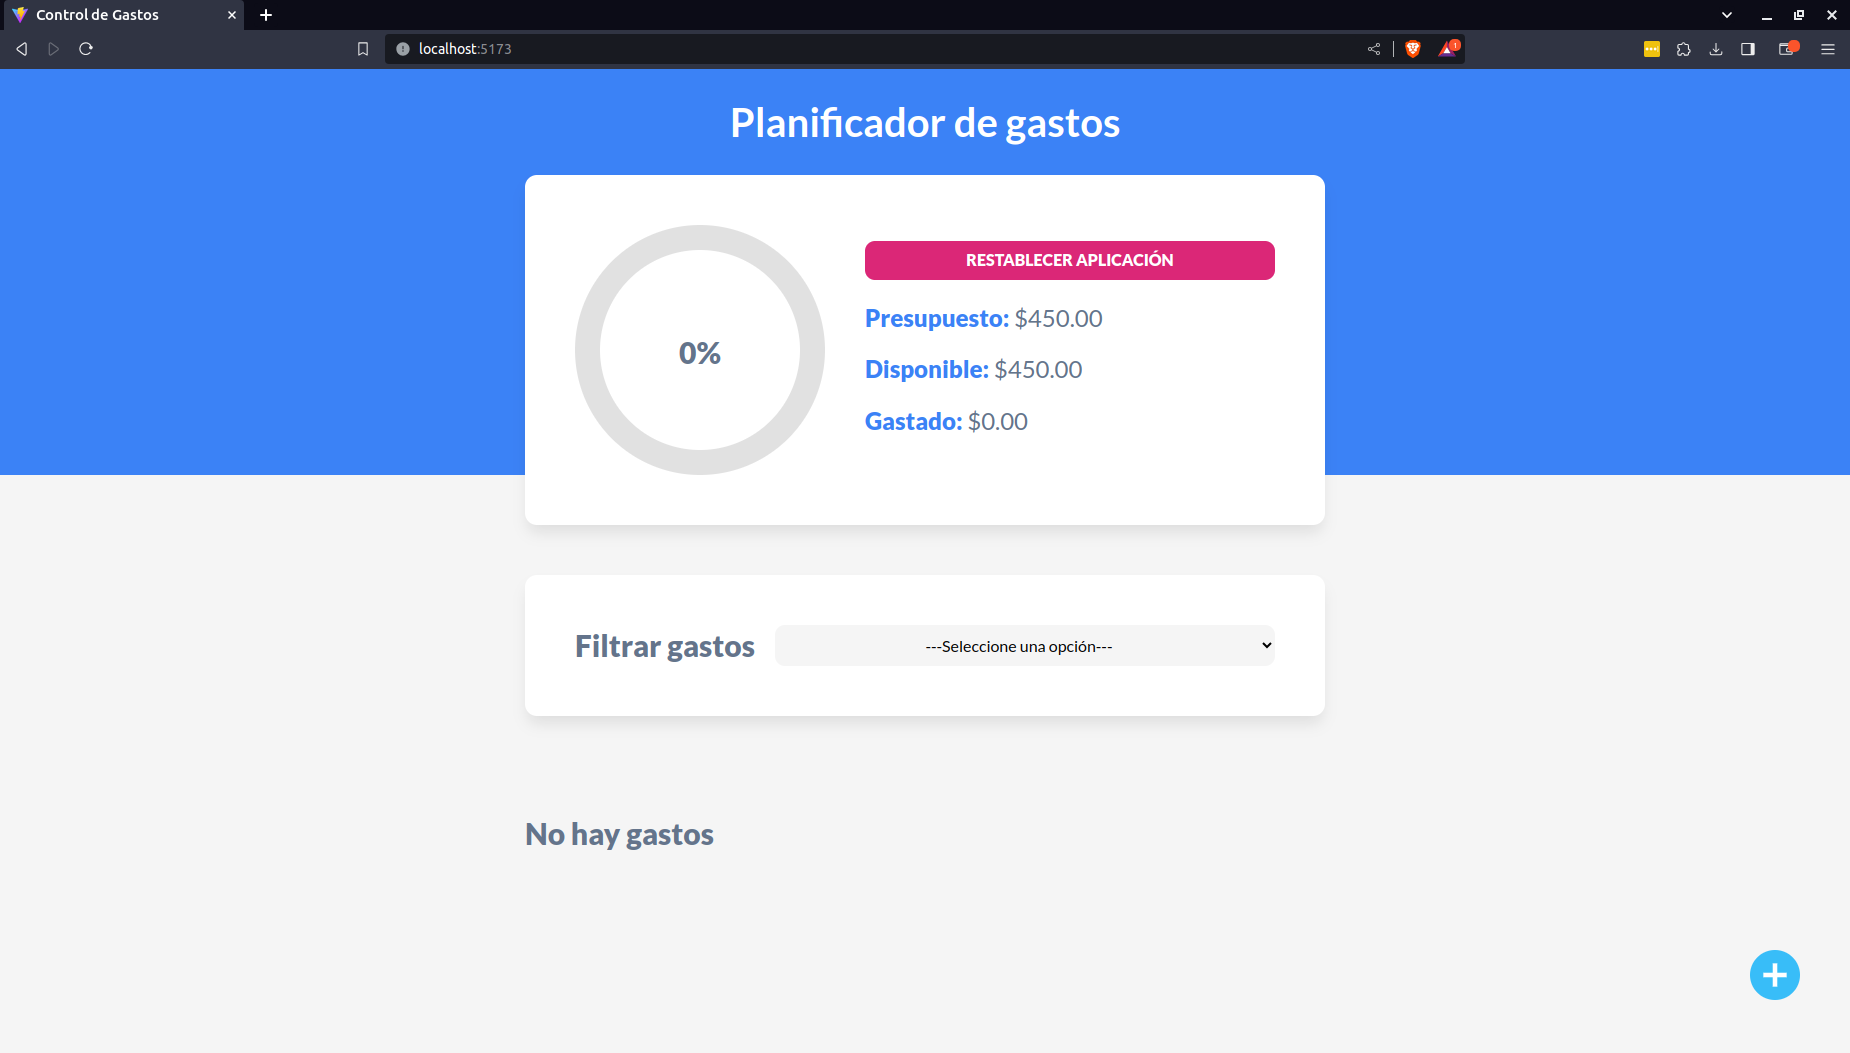 Control de Gastos
localhost:5173
1
Planificador de gastos
0%
RESTABLECER APLICACIÓN
Presupuesto: $450.00
Disponible: $450.00
Gastado: $0.00
Filtrar gastos
---Seleccione una opción---
No hay gastos